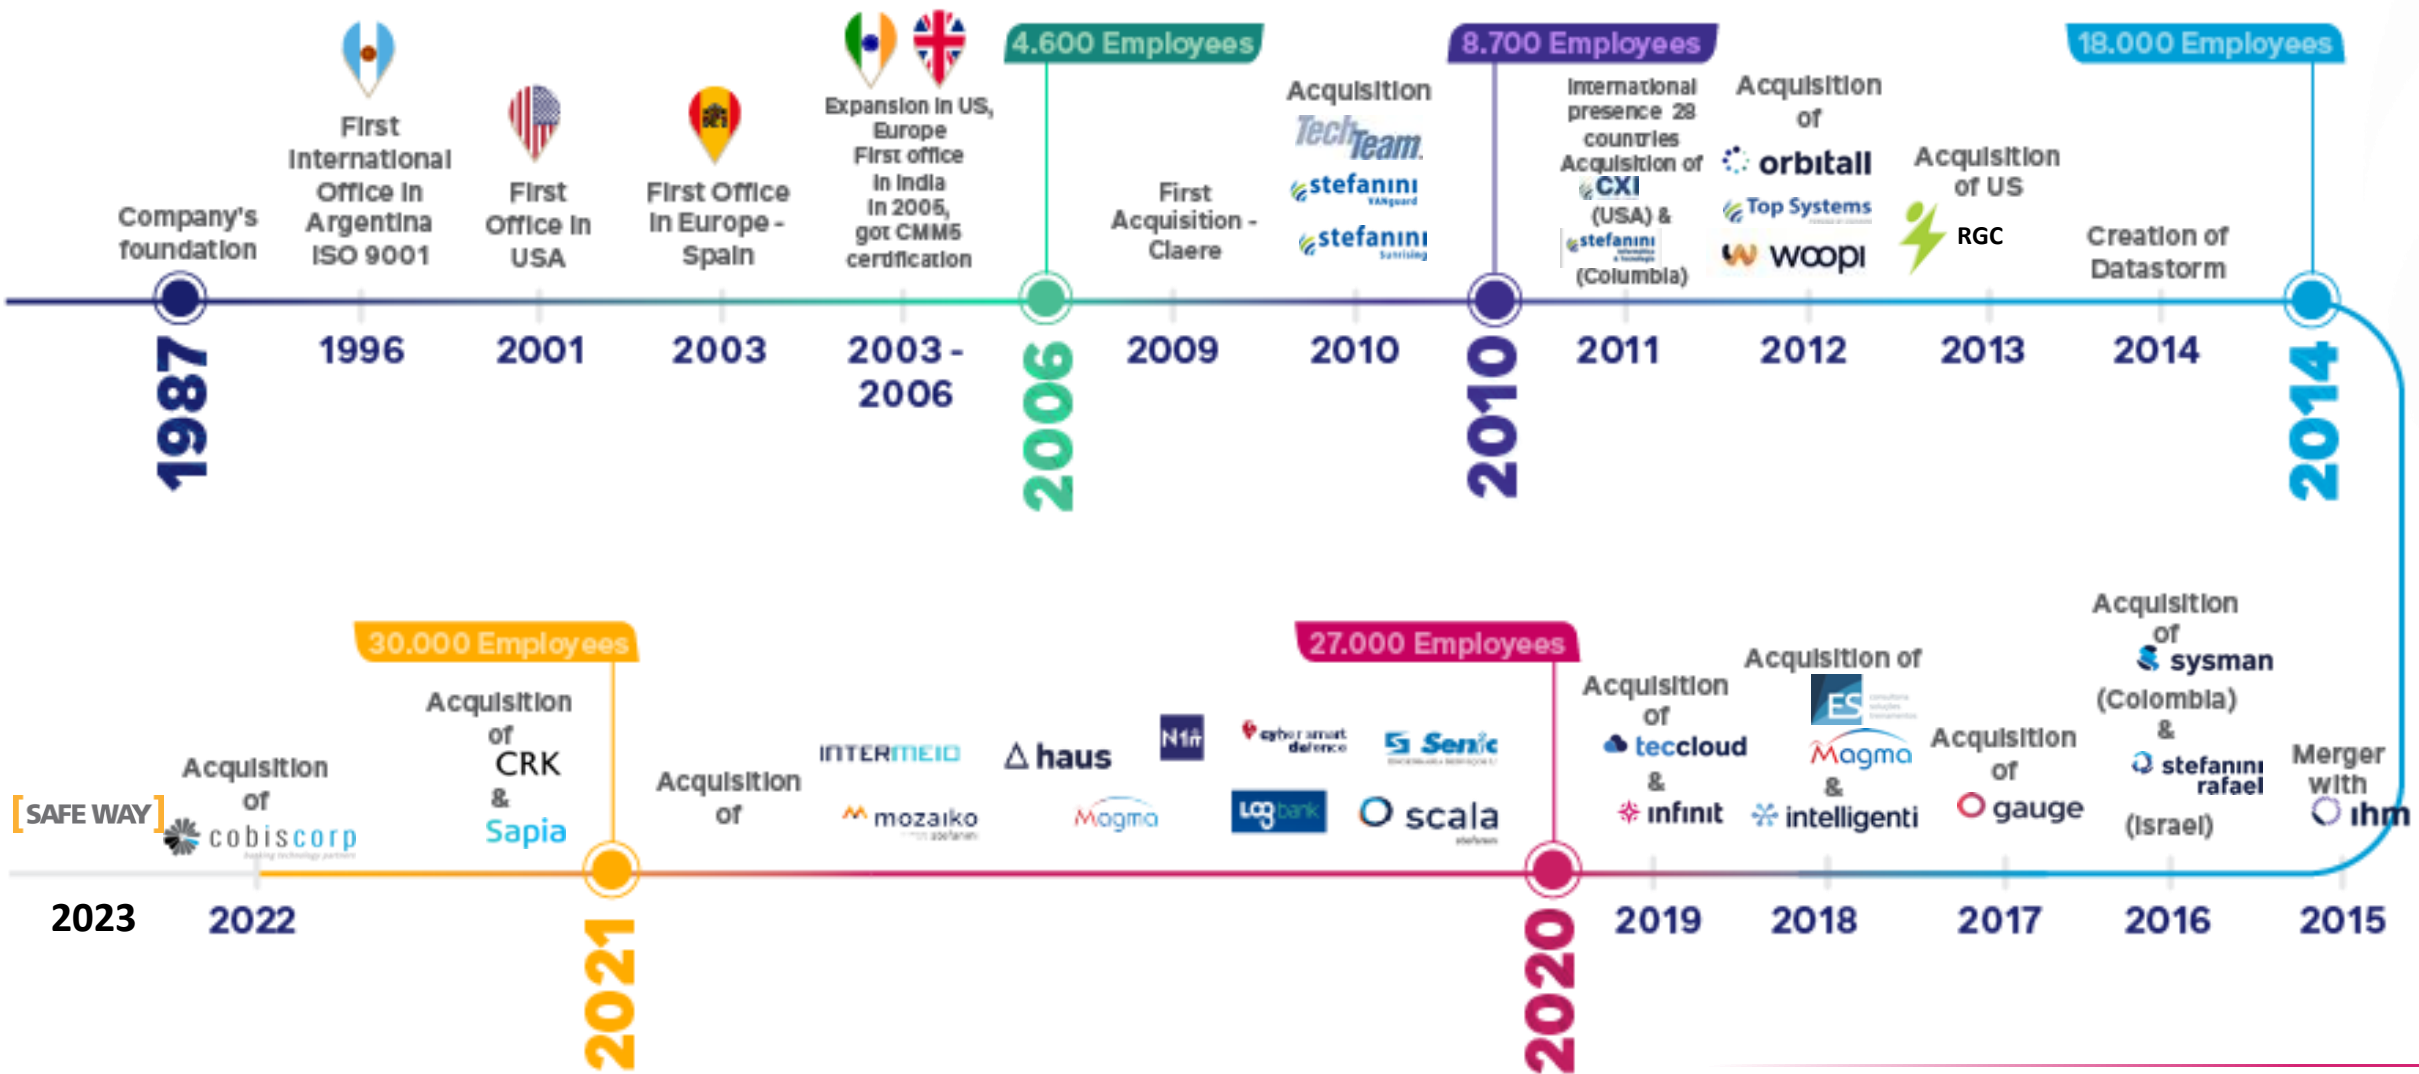 4.600 Employees
8.700 Employees
18.000 Employees
Company's
foundation
1987
First
International
Office in
Argentina
ISO 9001
1996
First
Office in
USA
2001
First Office
in Europe -
Spain
2003
Expansion in US,
Europe
First office
in India
in 2005,
got CMM5
certification
2003 -
2006
2006
First
Acquisition -
Claere
2009
Acquisition
TechTeam
stefanini
VANguard
stefanini
Sunrising
2010
2010
International
presence 28
countries
Acquisition of
CXI
(USA) &
stefanini
(Columbia)
2011
Acquisition
of
orbitall
Top Systems
woopi
2012
Acquisition
of US
RGC
2013
Creation of
Datastorm
2014
2014
Merger
with
ihm
2015
Acquisition
of
sysman
(Colombia)
&
stefanini
rafael
(Israel)
2016
Acquisition
of
gauge
2017
Acquisition of
ES
Magma
&
intelligenti
2018
Acquisition
of
teccloud
&
infinit
2019
27.000 Employees
2020
Acquisition
of
INTERMEIO
haus
N1
cyber smart
defence
Senic
mozaiko
Magma
Logbank
scala
30.000 Employees
2021
Acquisition
of
CRK
&
Sapia
Acquisition
of
cobiscorp
banking technology partners
2022
[SAFE WAY]
2023